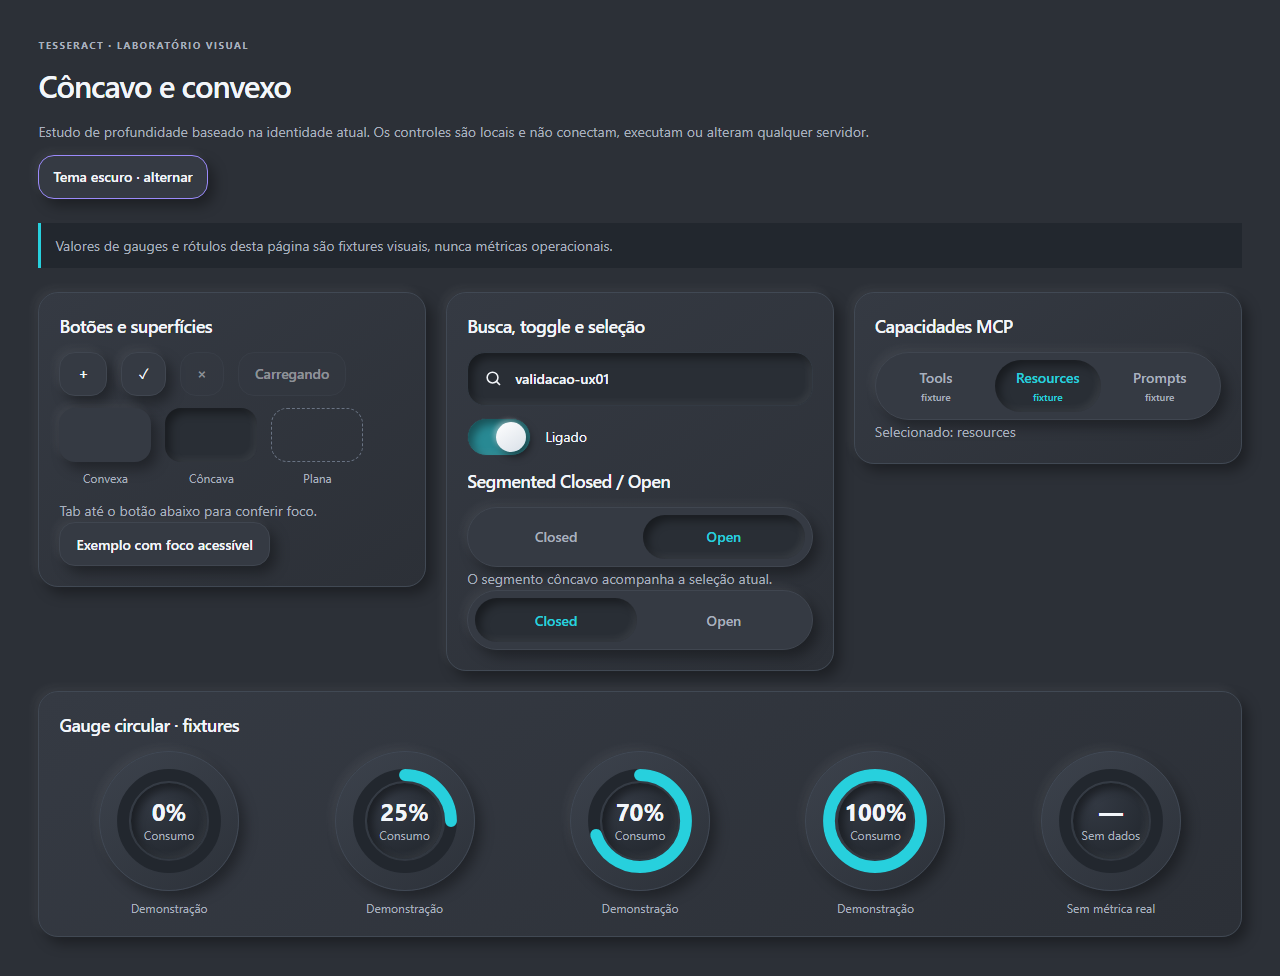 TESSERACT · LABORATÓRIO VISUAL
Côncavo e convexo
Estudo de profundidade baseado na identidade atual. Os controles são locais e não conectam, executam ou alteram qualquer servidor.
Tema escuro · alternar
Valores de gauges e rótulos desta página são fixtures visuais, nunca métricas operacionais.
Botões e superfícies
+ ✓ × Carregando
Convexa Côncava Plana
Tab até o botão abaixo para conferir foco.
Exemplo com foco acessível
Busca, toggle e seleção
validacao-ux01
Ligado
Segmented Closed / Open
Closed Open
O segmento côncavo acompanha a seleção atual.
Closed Open
Capacidades MCP
Tools Resources Prompts
fixture fixture fixture
Selecionado: resources
Gauge circular · fixtures
0% 25% 70% 100% —
Consumo Consumo Consumo Consumo Sem dados
Demonstração Demonstração Demonstração Demonstração Sem métrica real